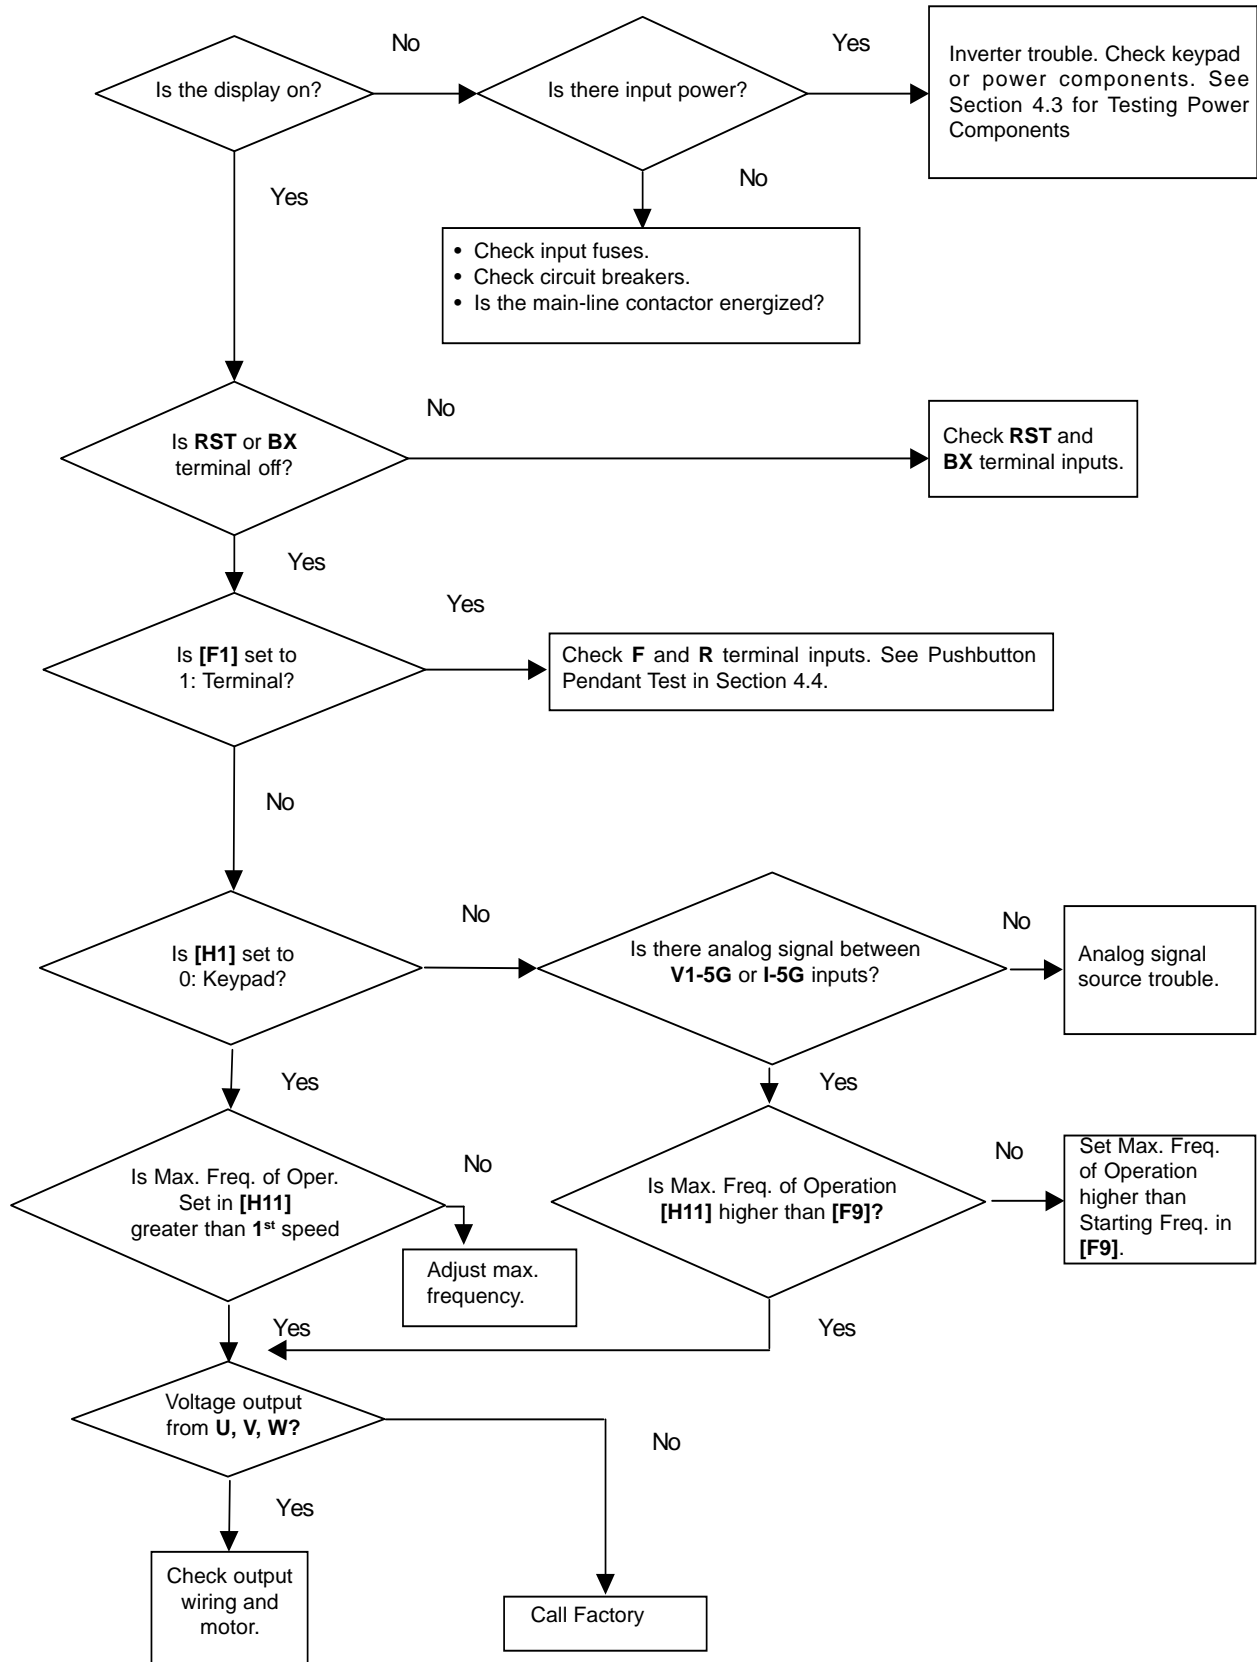 No
Yes
Is the display on?
Is there input power?
Inverter trouble. Check keypad
or power components. See
Section 4.3 for Testing Power
Components
Yes
No
• Check input fuses.
• Check circuit breakers.
• Is the main-line contactor energized?
No
Is RST or BX
terminal off?
Check RST and
BX terminal inputs.
Yes
Yes
Is [F1] set to
1: Terminal?
Check F and R terminal inputs. See Pushbutton
Pendant Test in Section 4.4.
No
No
No
Is [H1] set to
0: Keypad?
Is there analog signal between
V1-5G or I-5G inputs?
Analog signal
source trouble.
Yes
Yes
Is Max. Freq. of Oper.
Set in [H11]
greater than 1st speed
No
Is Max. Freq. of Operation
[H11] higher than [F9]?
No
Set Max. Freq.
of Operation
higher than
Starting Freq. in
[F9].
Adjust max.
frequency.
Yes
Yes
Voltage output
from U, V, W?
No
Yes
Check output
wiring and
motor.
Call Factory